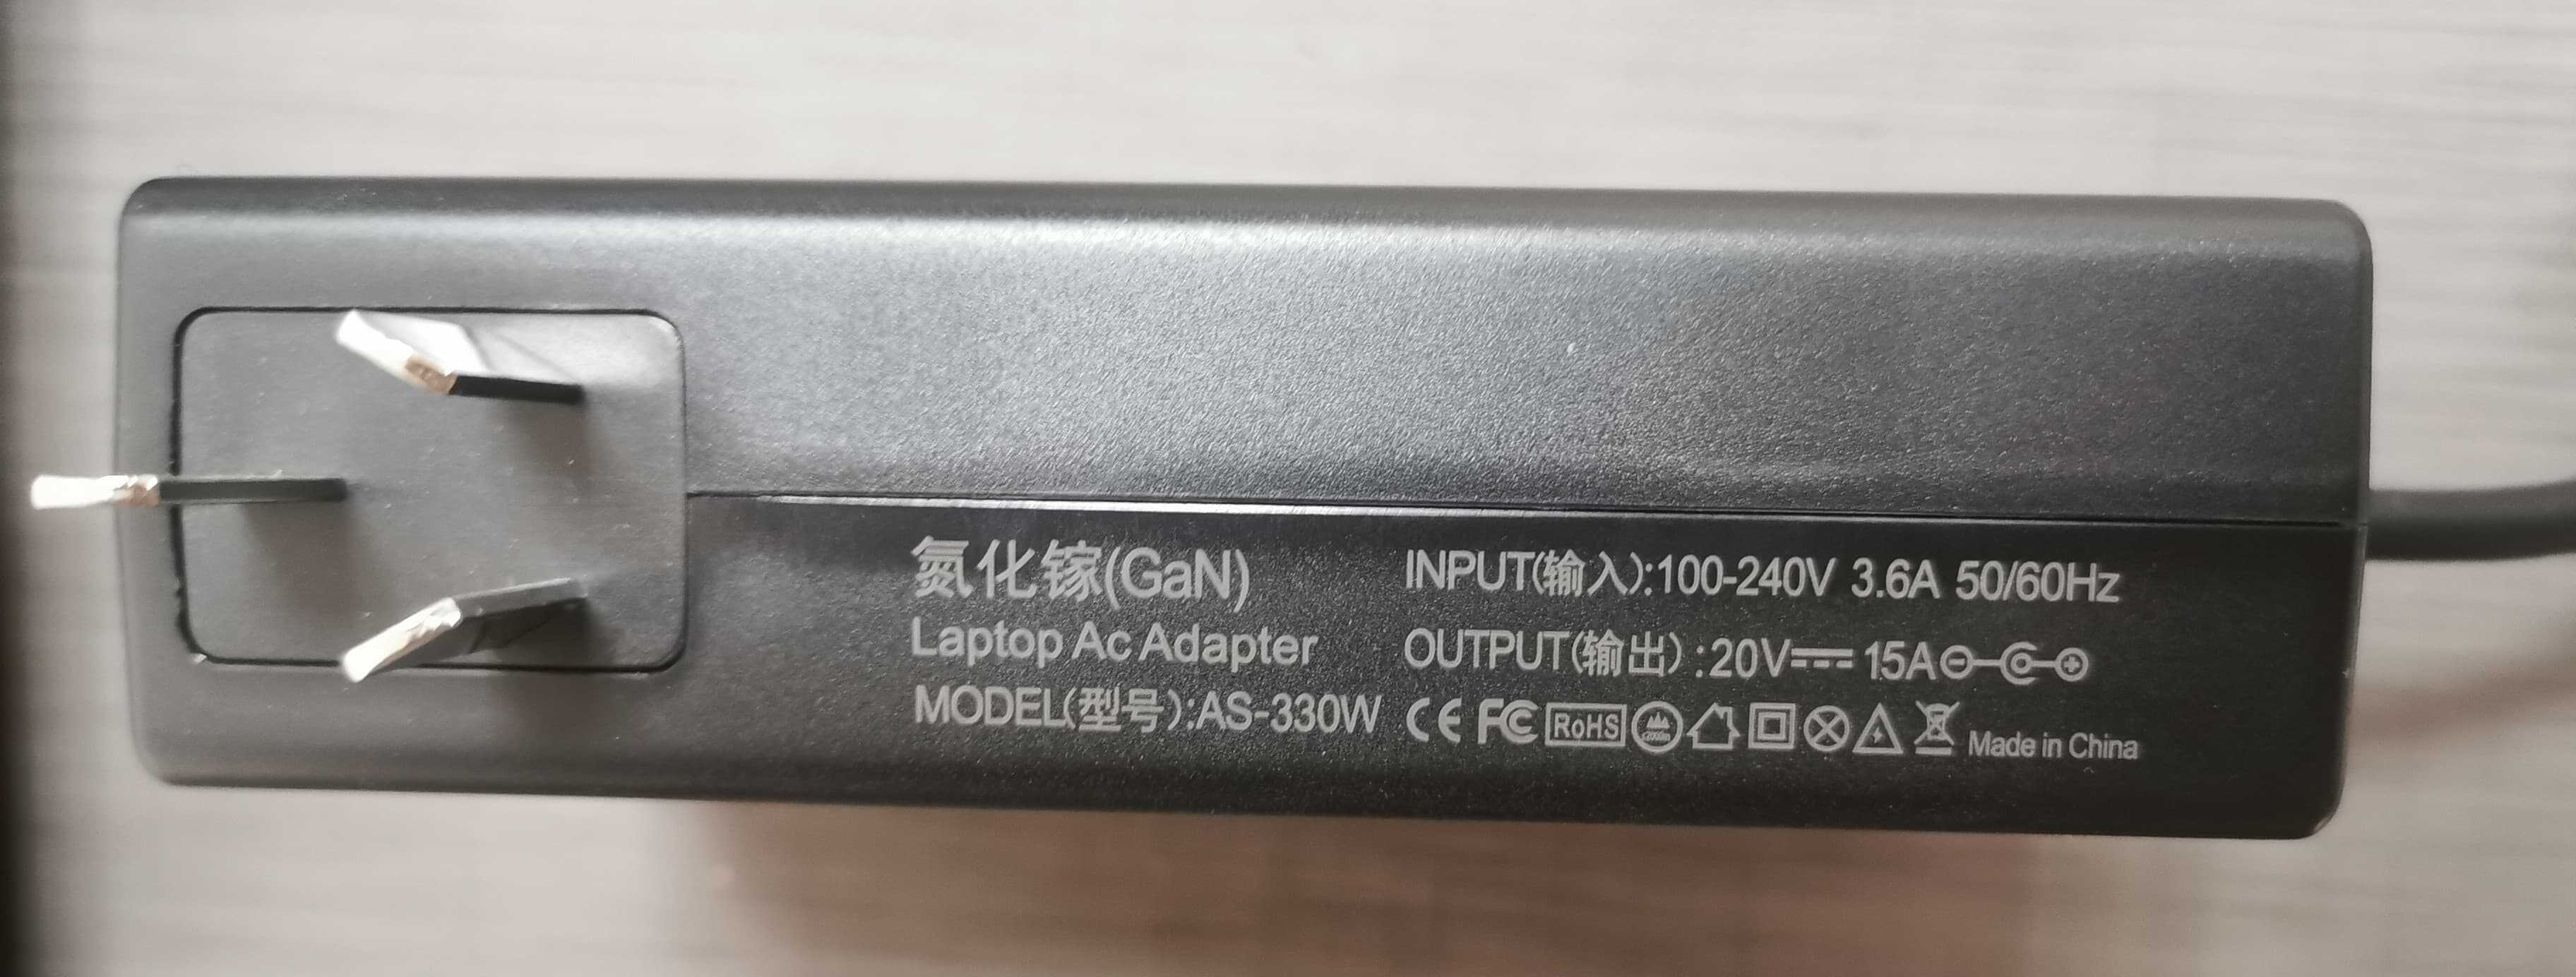 氮化镓(GaN)
Laptop Ac Adapter
MODEL(型号):AS-330W
INPUT(输入):100-240V 3.6A 50/60Hz
OUTPUT(输出):20V⎓15A
CE FC RoHS
Made in China